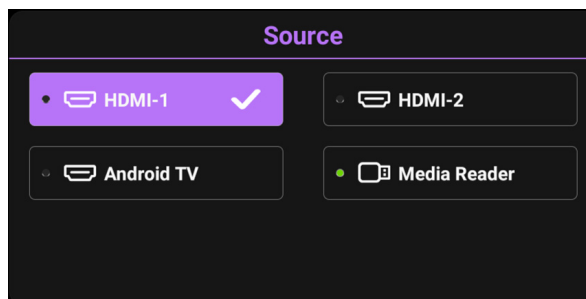 Source
HDMI-1
HDMI-2
Android TV
Media Reader